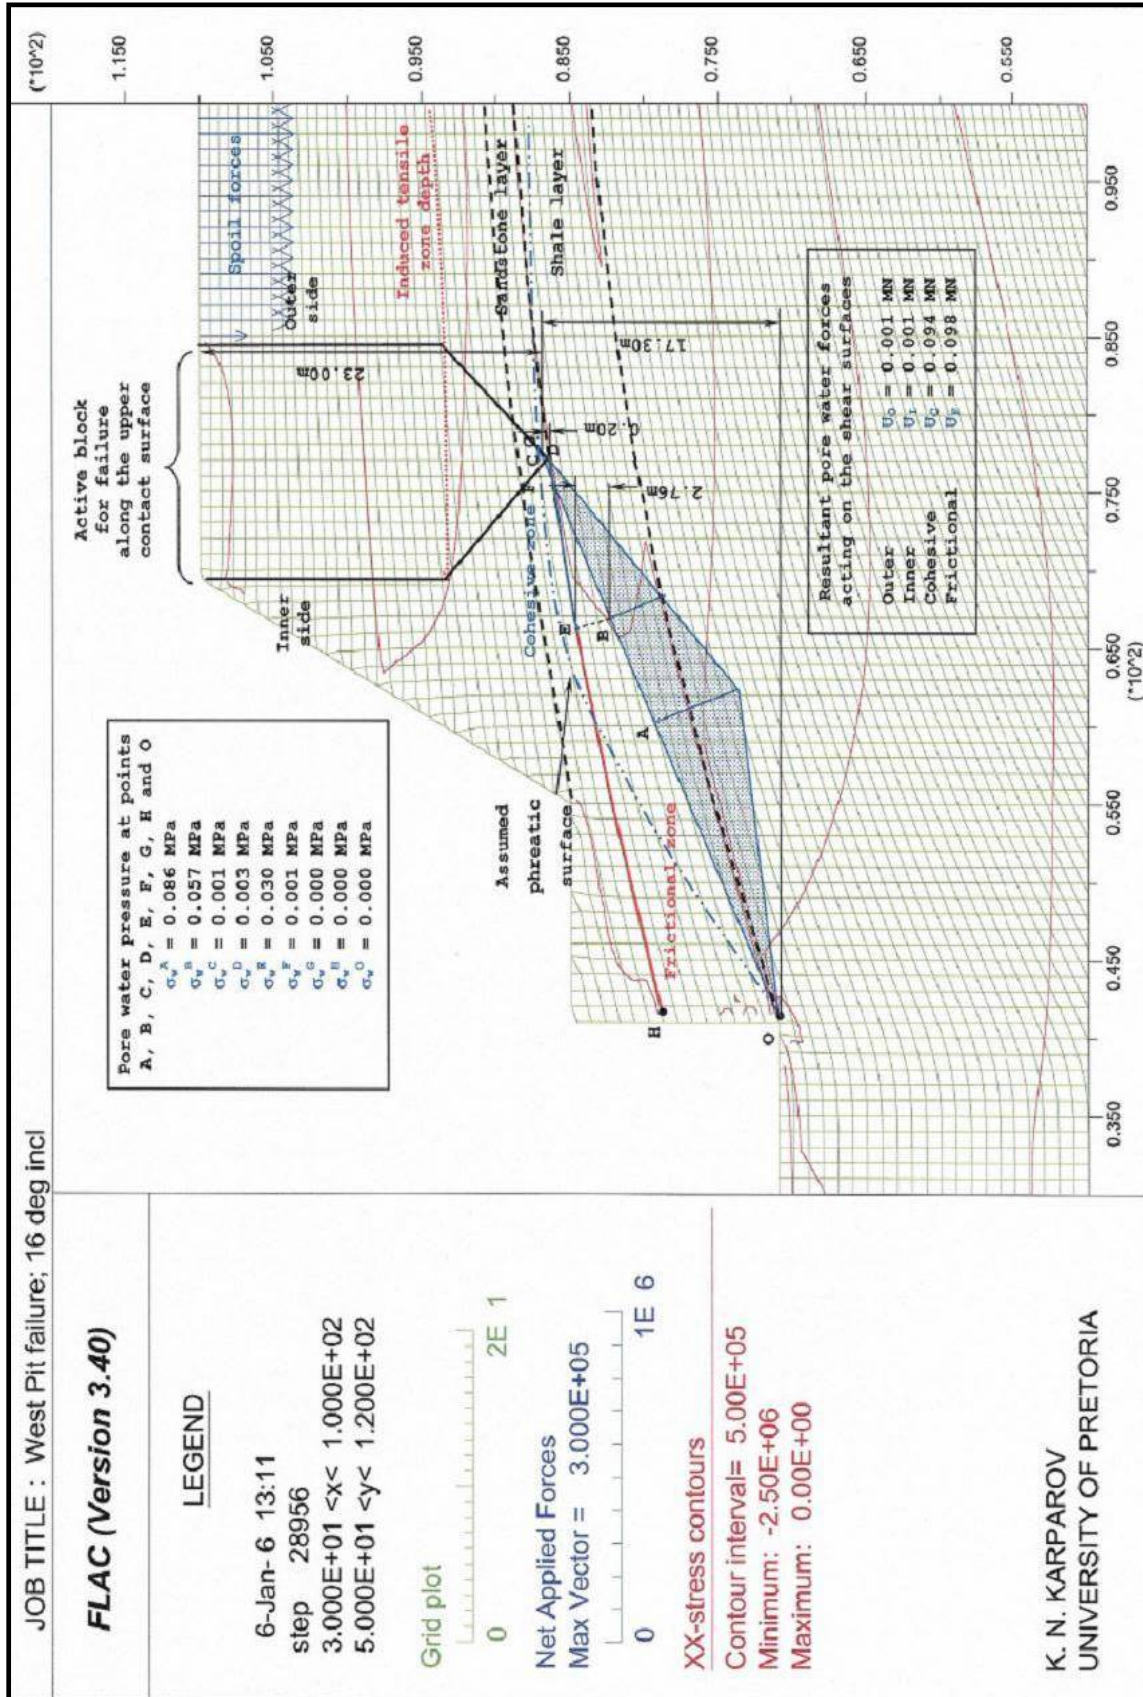 JOB TITLE : West Pit failure; 16 deg incl
(*10^2)
FLAC (Version 3.40)
LEGEND
6-Jan- 6 13:11
step 28956
3.000E+01 <x< 1.000E+02
5.000E+01 <y< 1.200E+02
Grid plot
0 2E 1
Net Applied Forces
Max Vector = 3.000E+05
0 1E 6
XX-stress contours
Contour interval= 5.00E+05
Minimum: -2.50E+06
Maximum: 0.00E+00
K. N. KARPAROV
UNIVERSITY OF PRETORIA
Pore water pressure at points
A, B, C, D, E, F, G, H and O
σw A = 0.086 MPa
σw B = 0.057 MPa
σw C = 0.001 MPa
σw D = 0.003 MPa
σw E = 0.030 MPa
σw F = 0.001 MPa
σw G = 0.000 MPa
σw H = 0.000 MPa
σw O = 0.000 MPa
Active block
for failure
along the upper
contact surface
Inner
side
Outer
side
Spoil forces
V
23.00m
Induced tensile
zone depth
Sandstone layer
Shale layer
Cohesive zone
F
C
G
D
0.20m
E
B
A
2.76m
17.30m
Assumed
phreatic
surface
Frictional zone
H
O
Resultant pore water forces
acting on the shear surfaces
Outer UO = 0.001 MN
Inner UI = 0.001 MN
Cohesive UC = 0.094 MN
Frictional UF = 0.098 MN
1.150
1.050
0.950
0.850
0.750
0.650
0.550
0.350
0.450
0.550
0.650
0.750
0.850
0.950
(*10^2)